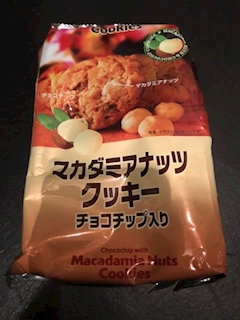 Cookies
マカダミアナッツ
チョコチップ
マカダミアナッツ
クッキー
チョコチップ入り
Chocochip with
Macadamia Nuts
Cookies